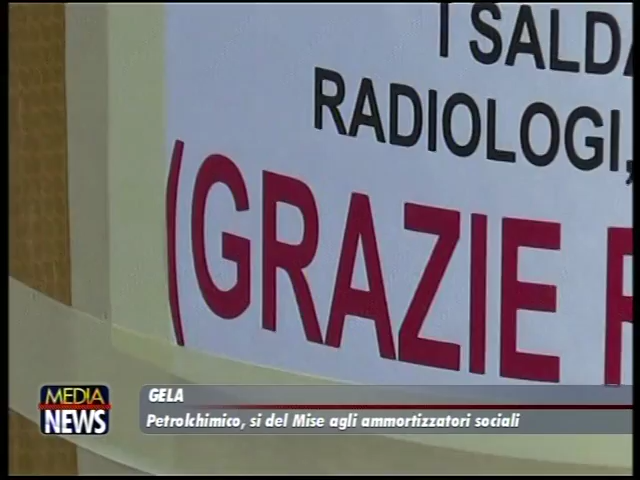 I SALDA
RADIOLOGI,
(GRAZIE
MEDIA
NEWS
GELA
Petrolchimico, si del Mise agli ammortizzatori sociali